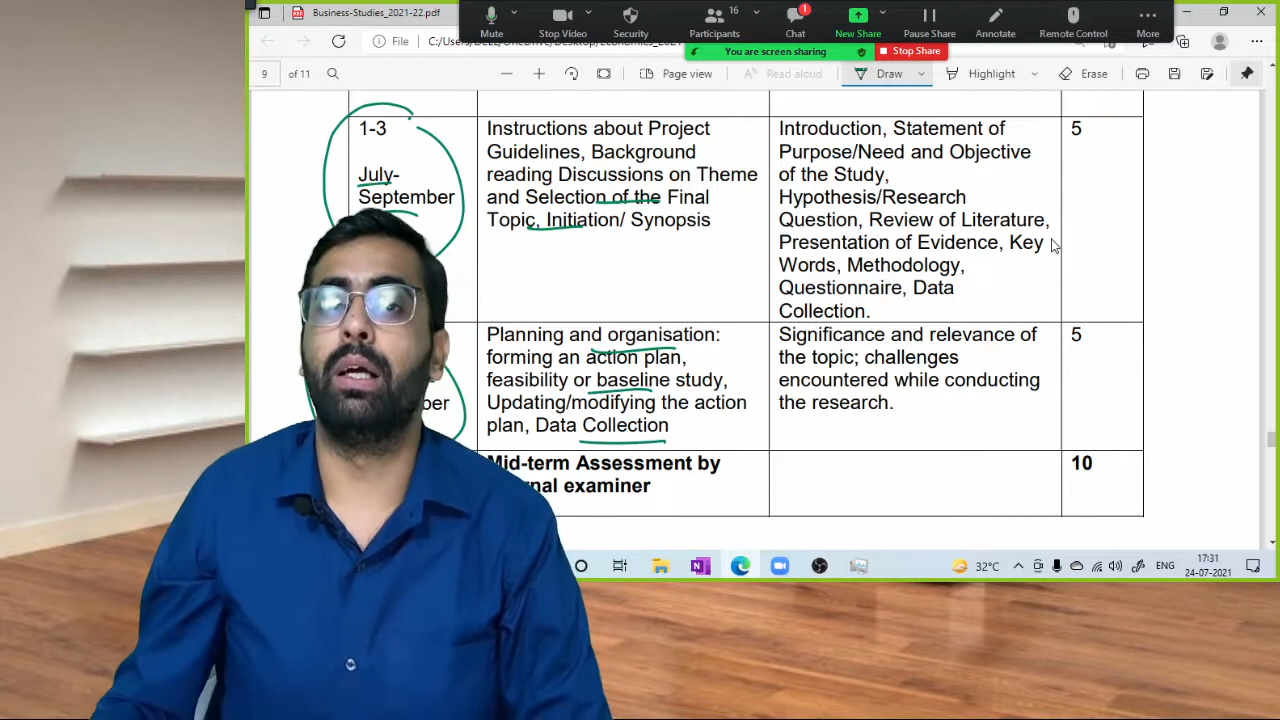 Business-Studies_2021-22.pdf
16
1
Mute
Stop Video
Security
Participants
Chat
New Share
Pause Share
Annotate
Remote Control
More
You are screen sharing
Stop Share
File
9 of 11
Page view
Read aloud
Draw
Highlight
Erase
1-3
July-
September
Instructions about Project
Guidelines, Background
reading Discussions on Theme
and Selection of the Final
Topic, Initiation/ Synopsis
Introduction, Statement of
Purpose/Need and Objective
of the Study,
Hypothesis/Research
Question, Review of Literature,
Presentation of Evidence, Key
Words, Methodology,
Questionnaire, Data
Collection.
5
Planning and organisation:
forming an action plan,
feasibility or baseline study,
Updating/modifying the action
plan, Data Collection
Significance and relevance of
the topic; challenges
encountered while conducting
the research.
5
Mid-term Assessment by
examiner
10
32°C
ENG
17:31
24-07-2021